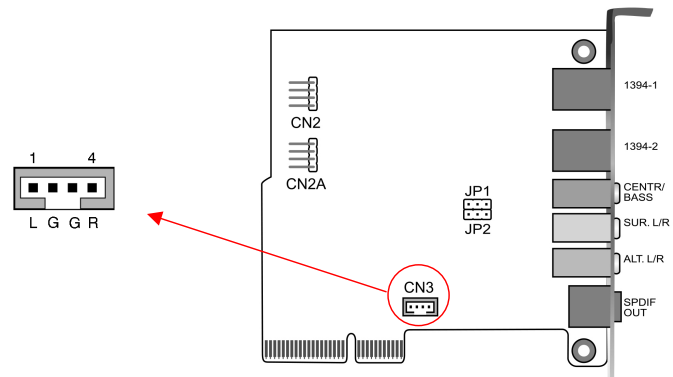 1 4
L G G R
CN2
CN2A
JP1
JP2
CN3
1394-1
1394-2
CENTR/
BASS
SUR. L/R
ALT. L/R
SPDIF
OUT